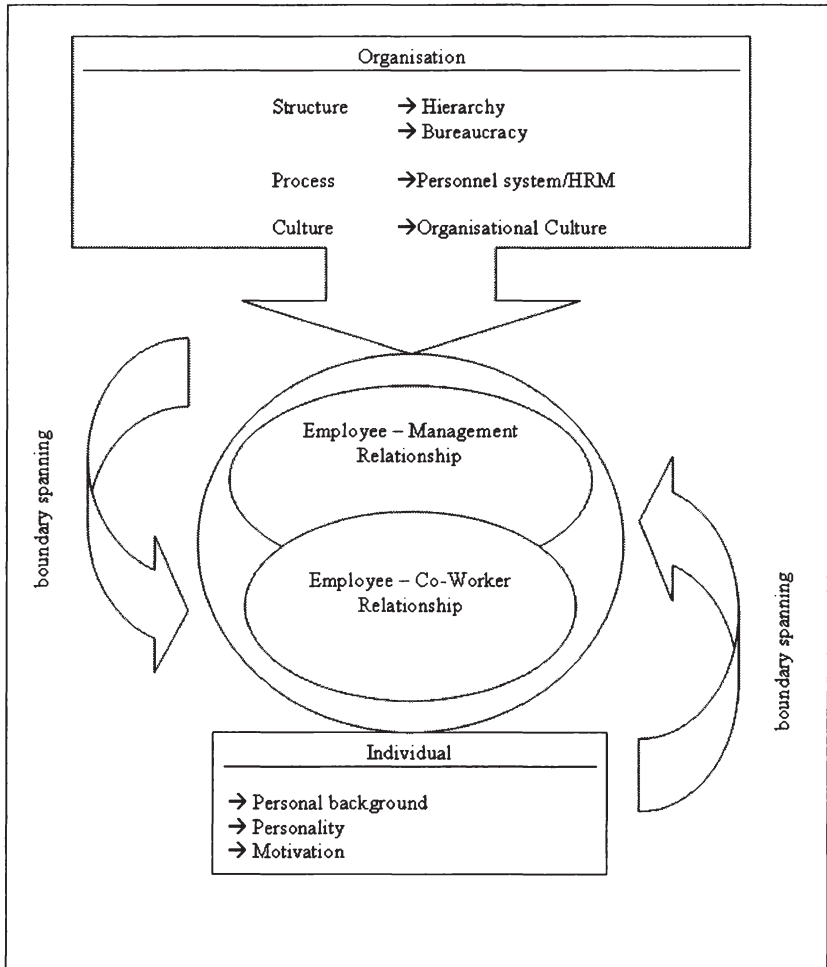 Organisation
Structure → Hierarchy
→ Bureaucracy
Process →Personnel system/HRM
Culture →Organisational Culture
boundary spanning
Employee – Management
Relationship
Employee – Co-Worker
Relationship
boundary spanning
Individual
→ Personal background
→ Personality
→ Motivation